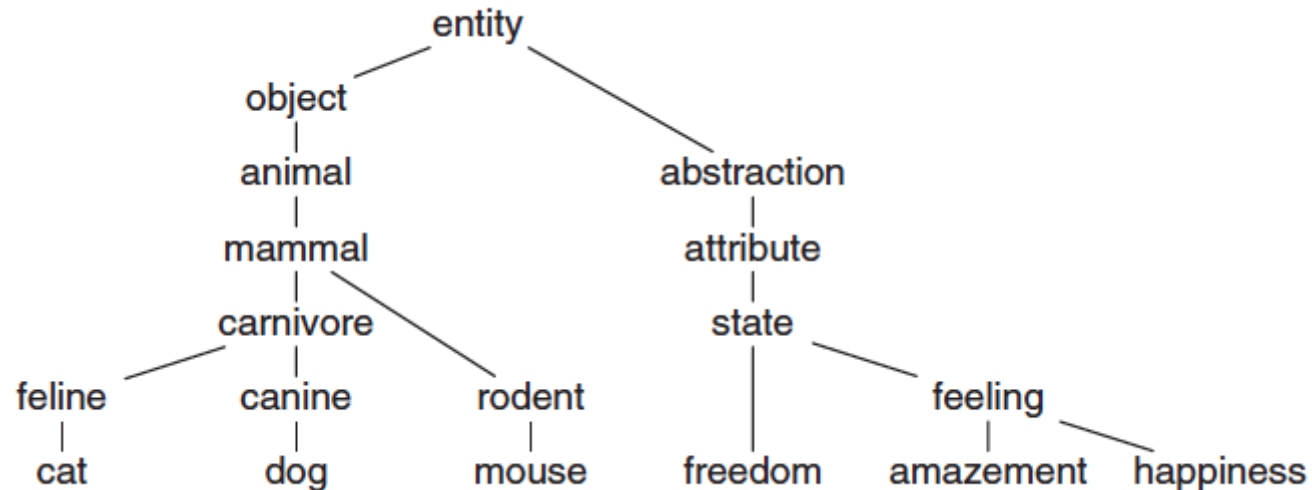 entity
object
animal abstraction
mammal attribute
carnivore state
feline canine rodent feeling
cat dog mouse freedom amazement happiness